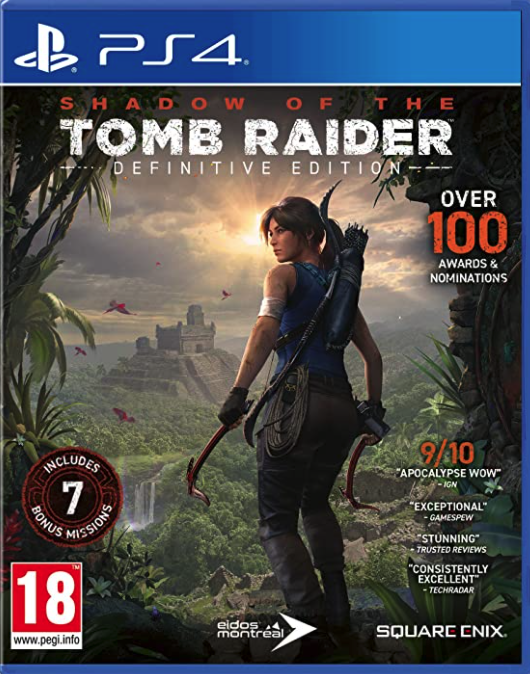 PS4
SHADOW OF THE
TOMB RAIDER
DEFINITIVE EDITION
OVER
100
AWARDS &
NOMINATIONS
9/10
"APOCALYPSE WOW"
- IGN
"EXCEPTIONAL"
- GAMESPEW
"STUNNING"
- TRUSTED REVIEWS
"CONSISTENTLY
EXCELLENT"
- TECHRADAR
INCLUDES
7
BONUS MISSIONS
18
www.pegi.info
eidos
montréal
SQUARE ENIX